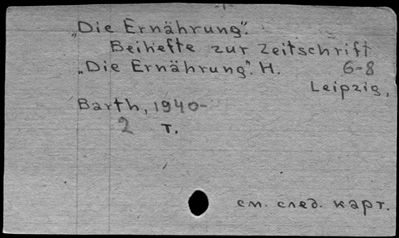 „Die Ernährung“.
Beihefte zur Zeitschrift
„Die Ernährung“. H. 6-8
Leipzig,
Barth, 1940-
2 т.
см. след. карт.